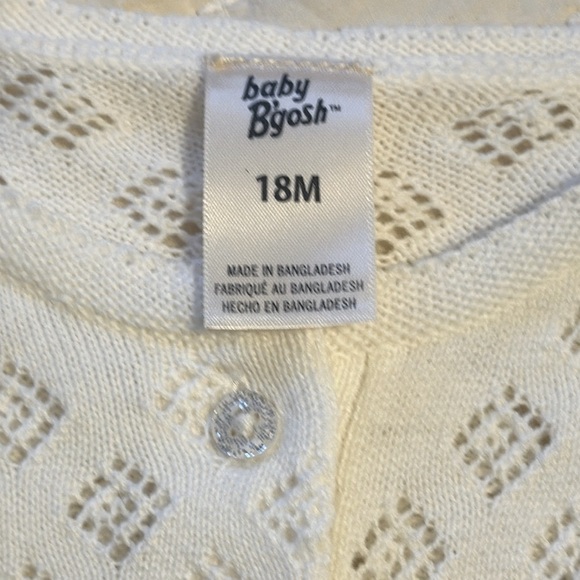 baby
B'gosh™
18M
MADE IN BANGLADESH
FABRIQUÉ AU BANGLADESH
HECHO EN BANGLADESH